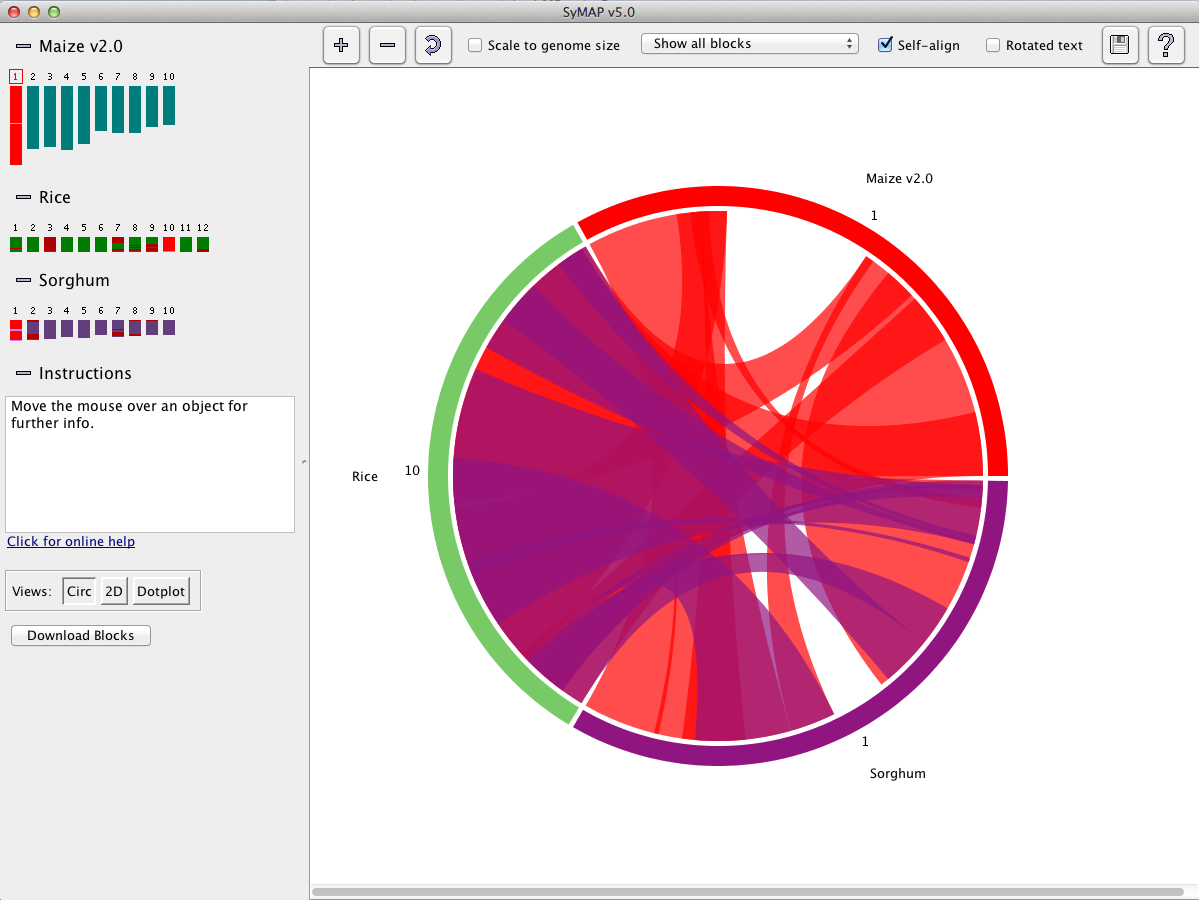 SyMAP v5.0
Scale to genome size
Show all blocks
Self-align
Rotated text
?
Maize v2.0
1 2 3 4 5 6 7 8 9 10
Rice
1 2 3 4 5 6 7 8 9 10 11 12
Sorghum
1 2 3 4 5 6 7 8 9 10
Instructions
Move the mouse over an object for
further info.
Click for online help
Views: Circ 2D Dotplot
Download Blocks
Maize v2.0
1
Rice 10
1
Sorghum